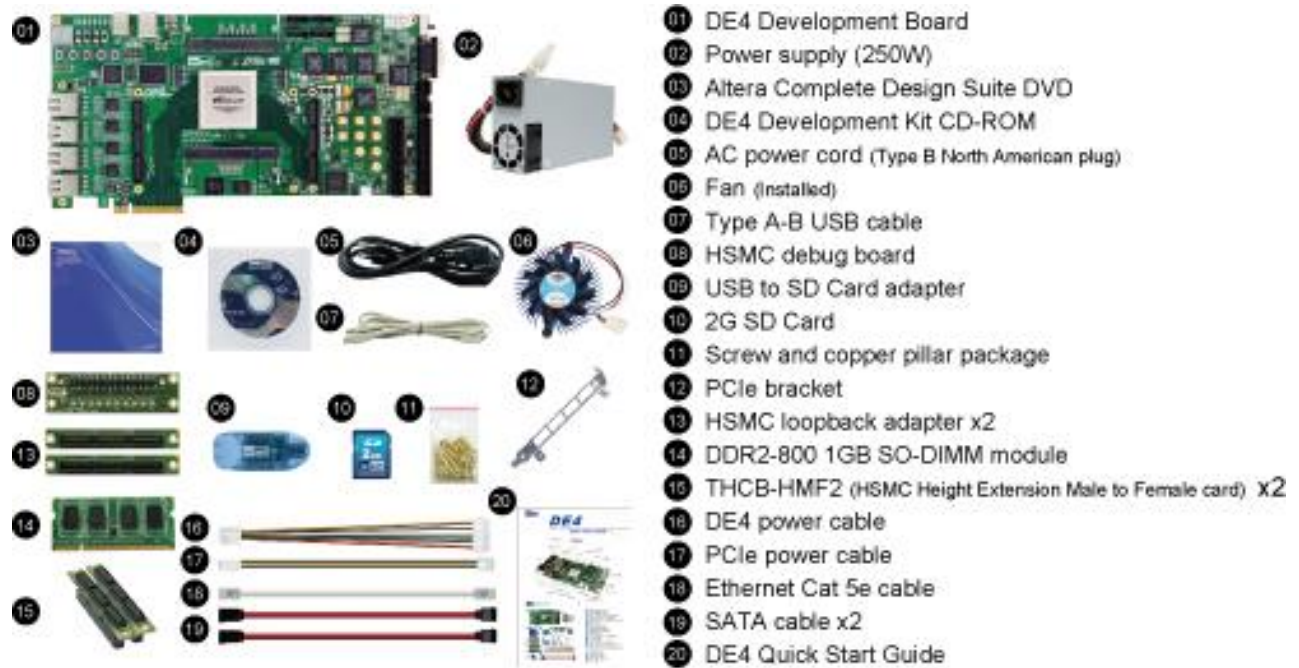 01
02
03
04
05
06
07
08
09
10
11
12
13
14
15
16
17
18
19
20
DE4
2GB
01 DE4 Development Board
02 Power supply (250W)
03 Altera Complete Design Suite DVD
04 DE4 Development Kit CD-ROM
05 AC power cord (Type B North American plug)
06 Fan (Installed)
07 Type A-B USB cable
08 HSMC debug board
09 USB to SD Card adapter
10 2G SD Card
11 Screw and copper pillar package
12 PCIe bracket
13 HSMC loopback adapter x2
14 DDR2-800 1GB SO-DIMM module
15 THCB-HMF2 (HSMC Height Extension Male to Female card) x2
16 DE4 power cable
17 PCIe power cable
18 Ethernet Cat 5e cable
19 SATA cable x2
20 DE4 Quick Start Guide